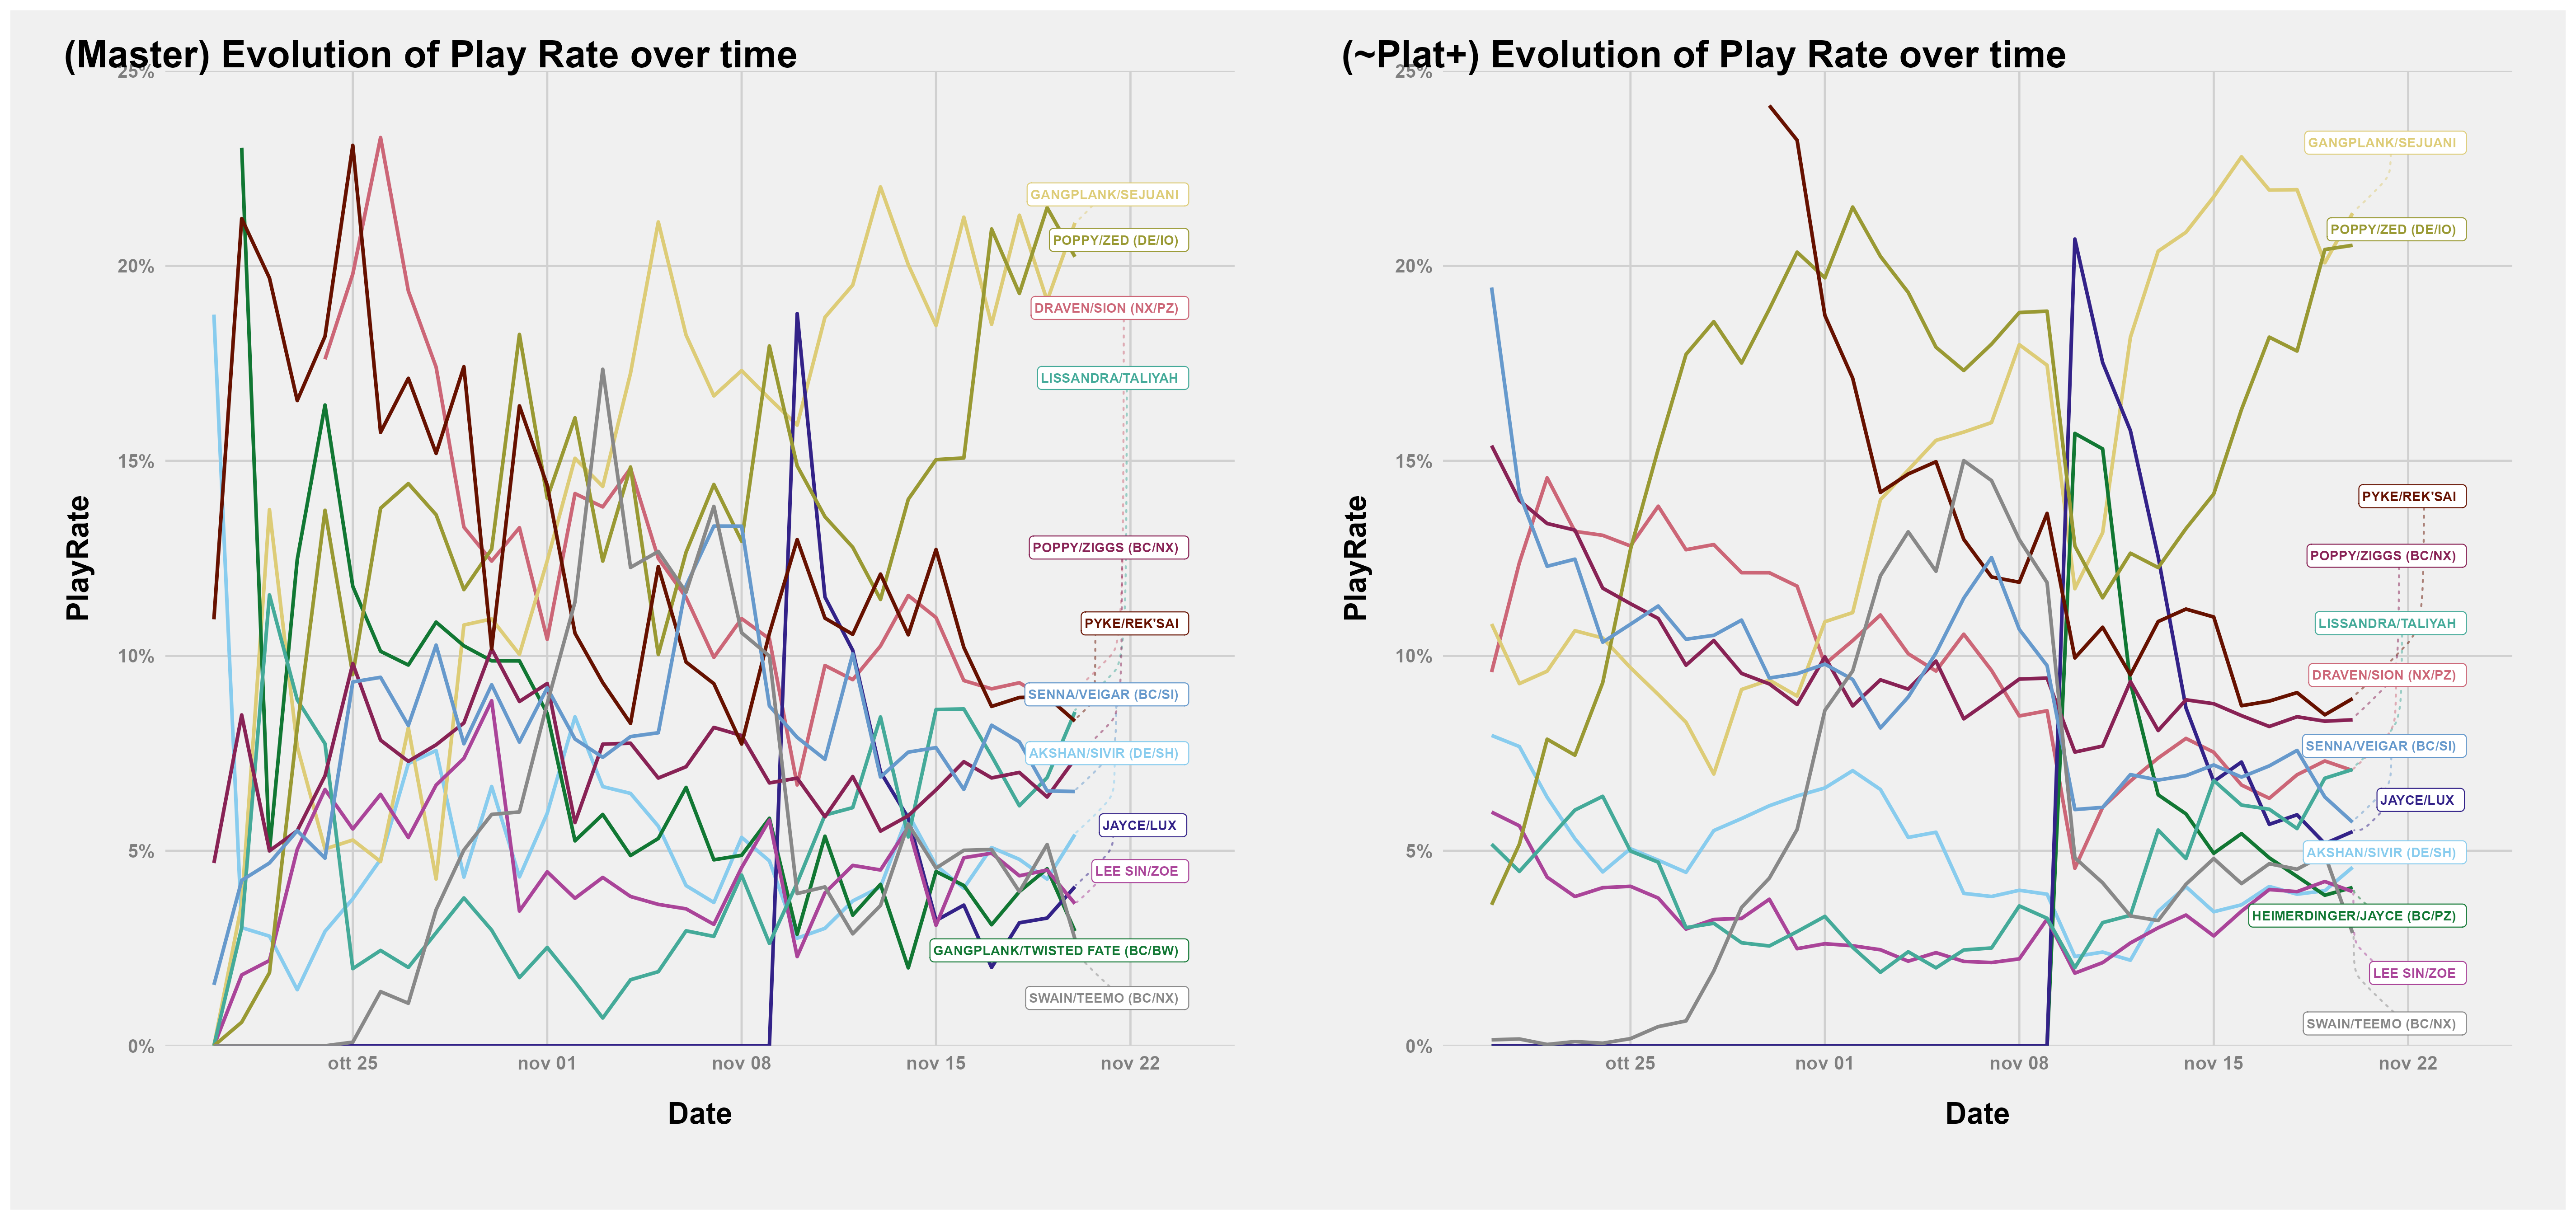 (Master) Evolution of Play Rate over time
25%
20%
15%
10%
5%
0%
PlayRate
GANGPLANK/SEJUANI
POPPY/ZED (DE/IO)
DRAVEN/SION (NX/PZ)
LISSANDRA/TALIYAH
POPPY/ZIGGS (BC/NX)
PYKE/REK'SAI
SENNA/VEIGAR (BC/SI)
AKSHAN/SIVIR (DE/SH)
JAYCE/LUX
LEE SIN/ZOE
GANGPLANK/TWISTED FATE (BC/BW)
SWAIN/TEEMO (BC/NX)
ott 25 nov 01 nov 08 nov 15 nov 22
Date
(~Plat+) Evolution of Play Rate over time
25%
20%
15%
10%
5%
0%
PlayRate
GANGPLANK/SEJUANI
POPPY/ZED (DE/IO)
PYKE/REK'SAI
POPPY/ZIGGS (BC/NX)
LISSANDRA/TALIYAH
DRAVEN/SION (NX/PZ)
SENNA/VEIGAR (BC/SI)
JAYCE/LUX
AKSHAN/SIVIR (DE/SH)
HEIMERDINGER/JAYCE (BC/PZ)
LEE SIN/ZOE
SWAIN/TEEMO (BC/NX)
ott 25 nov 01 nov 08 nov 15 nov 22
Date